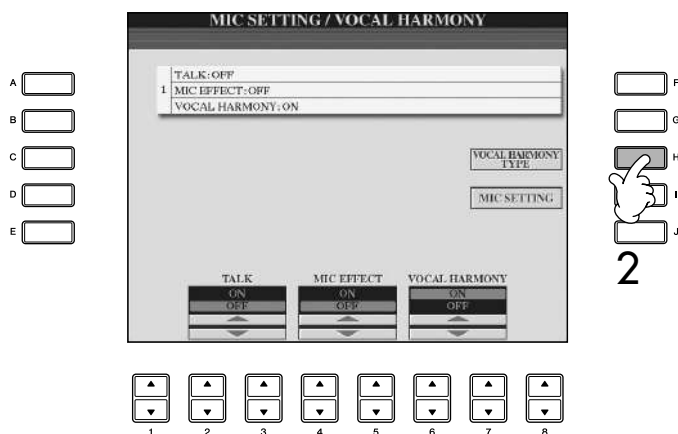 MIC SETTING / VOCAL HARMONY
TALK:OFF
1 MIC EFFECT:OFF
VOCAL HARMONY:ON
A
B
C
D
E
F
G
H
I
J
VOCAL HARMONY
TYPE
MIC SETTING
2
TALK MIC EFFECT VOCAL HARMONY
ON ON ON
OFF OFF OFF
1 2 3 4 5 6 7 8